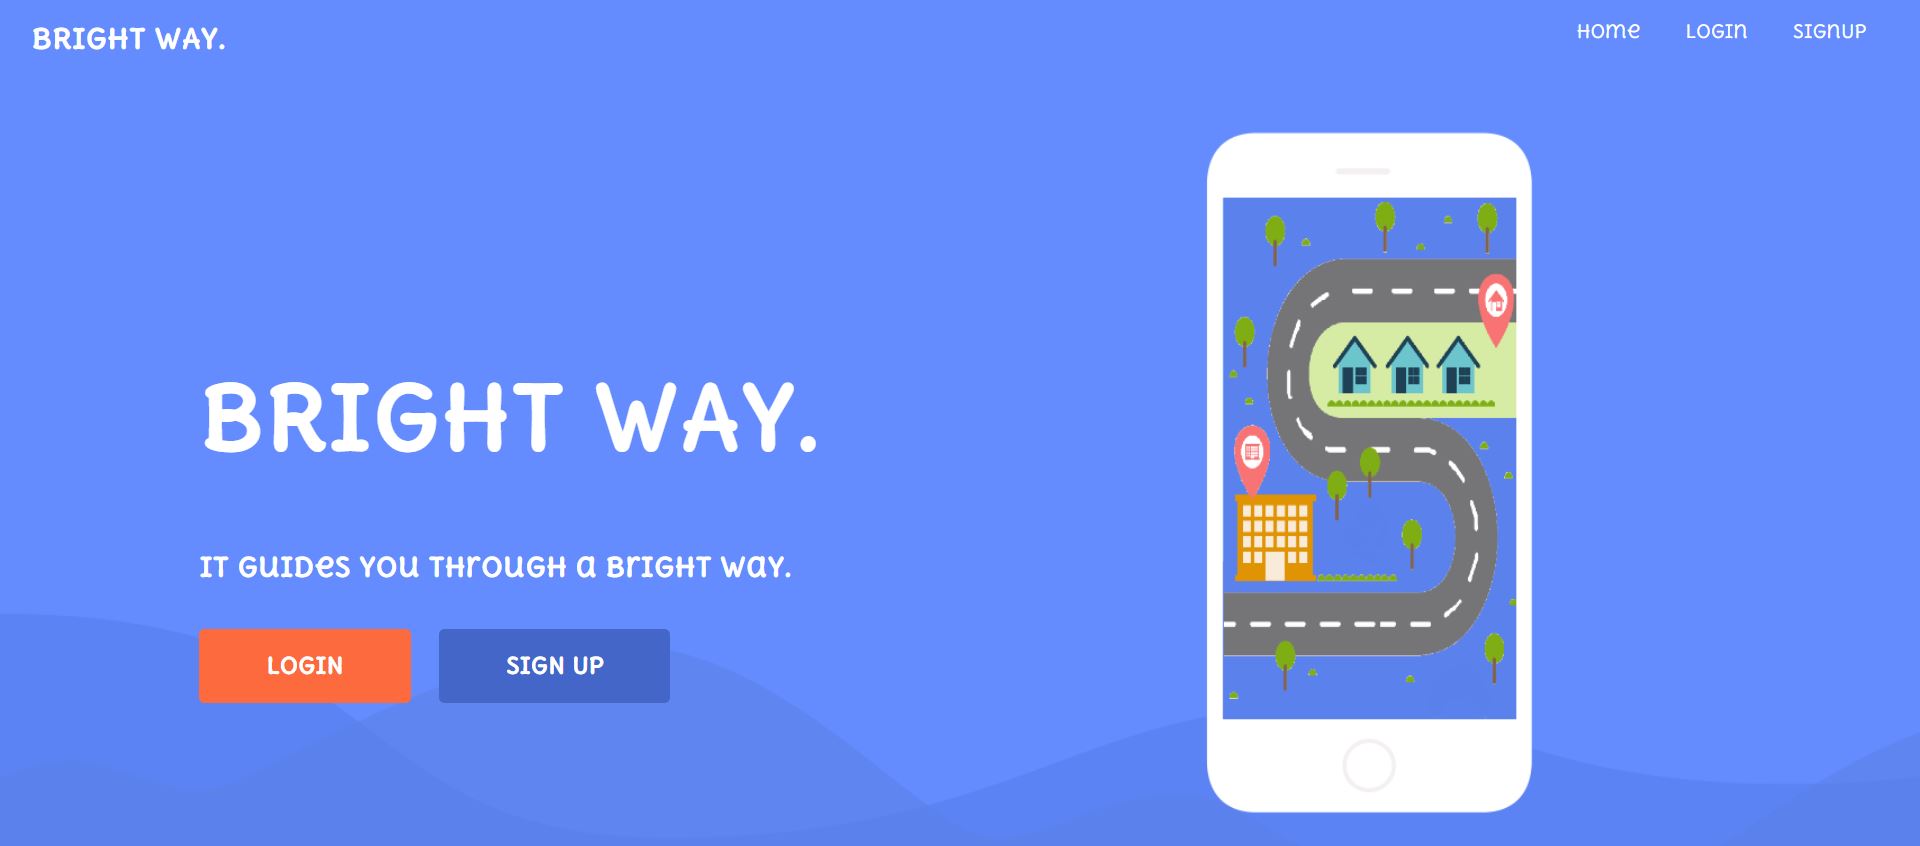 BRIGHT WAY.
Home LOGIN SIGNUP
BRIGHT WAY.
IT GUIDES YOU THROUGH A BRIGHT WAY.
LOGIN SIGN UP